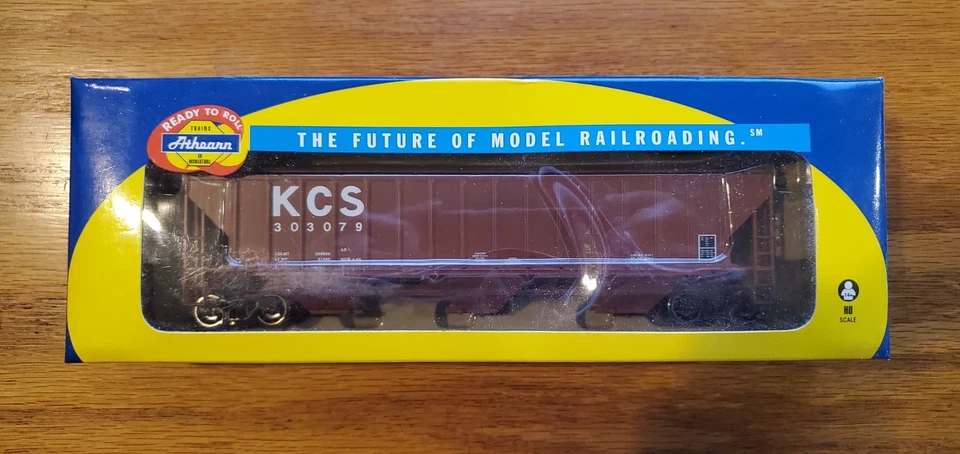 READY TO ROLL
TRAINS
Athearn
IN
MINIATURE
THE FUTURE OF MODEL RAILROADING.℠
KCS
303079
HO
SCALE